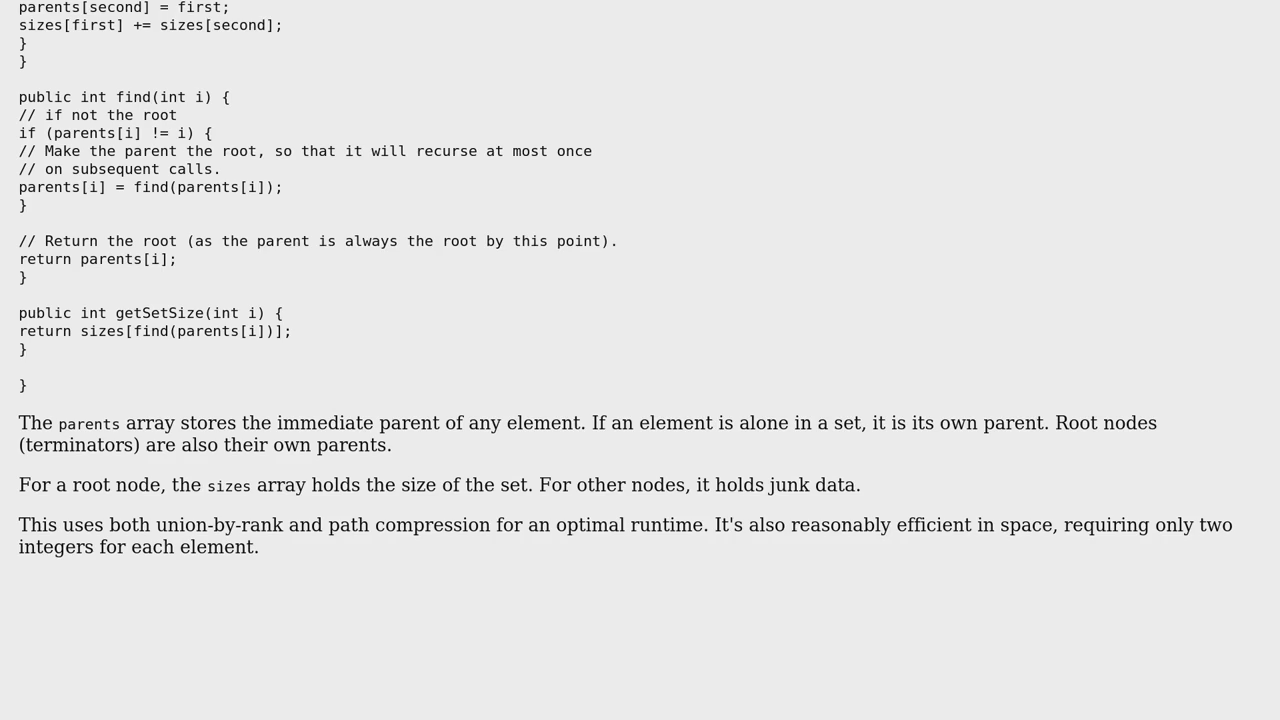 parents[second] = first;
sizes[first] += sizes[second];
}
}
public int find(int i) {
// if not the root
if (parents[i] != i) {
// Make the parent the root, so that it will recurse at most once
// on subsequent calls.
parents[i] = find(parents[i]);
}
// Return the root (as the parent is always the root by this point).
return parents[i];
}
public int getSetSize(int i) {
return sizes[find(parents[i])];
}
}
The parents array stores the immediate parent of any element. If an element is alone in a set, it is its own parent. Root nodes
(terminators) are also their own parents.
For a root node, the sizes array holds the size of the set. For other nodes, it holds junk data.
This uses both union-by-rank and path compression for an optimal runtime. It's also reasonably efficient in space, requiring only two
integers for each element.